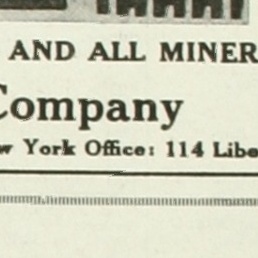 AND ALL MINER
Company
w York Office: 114 Libe